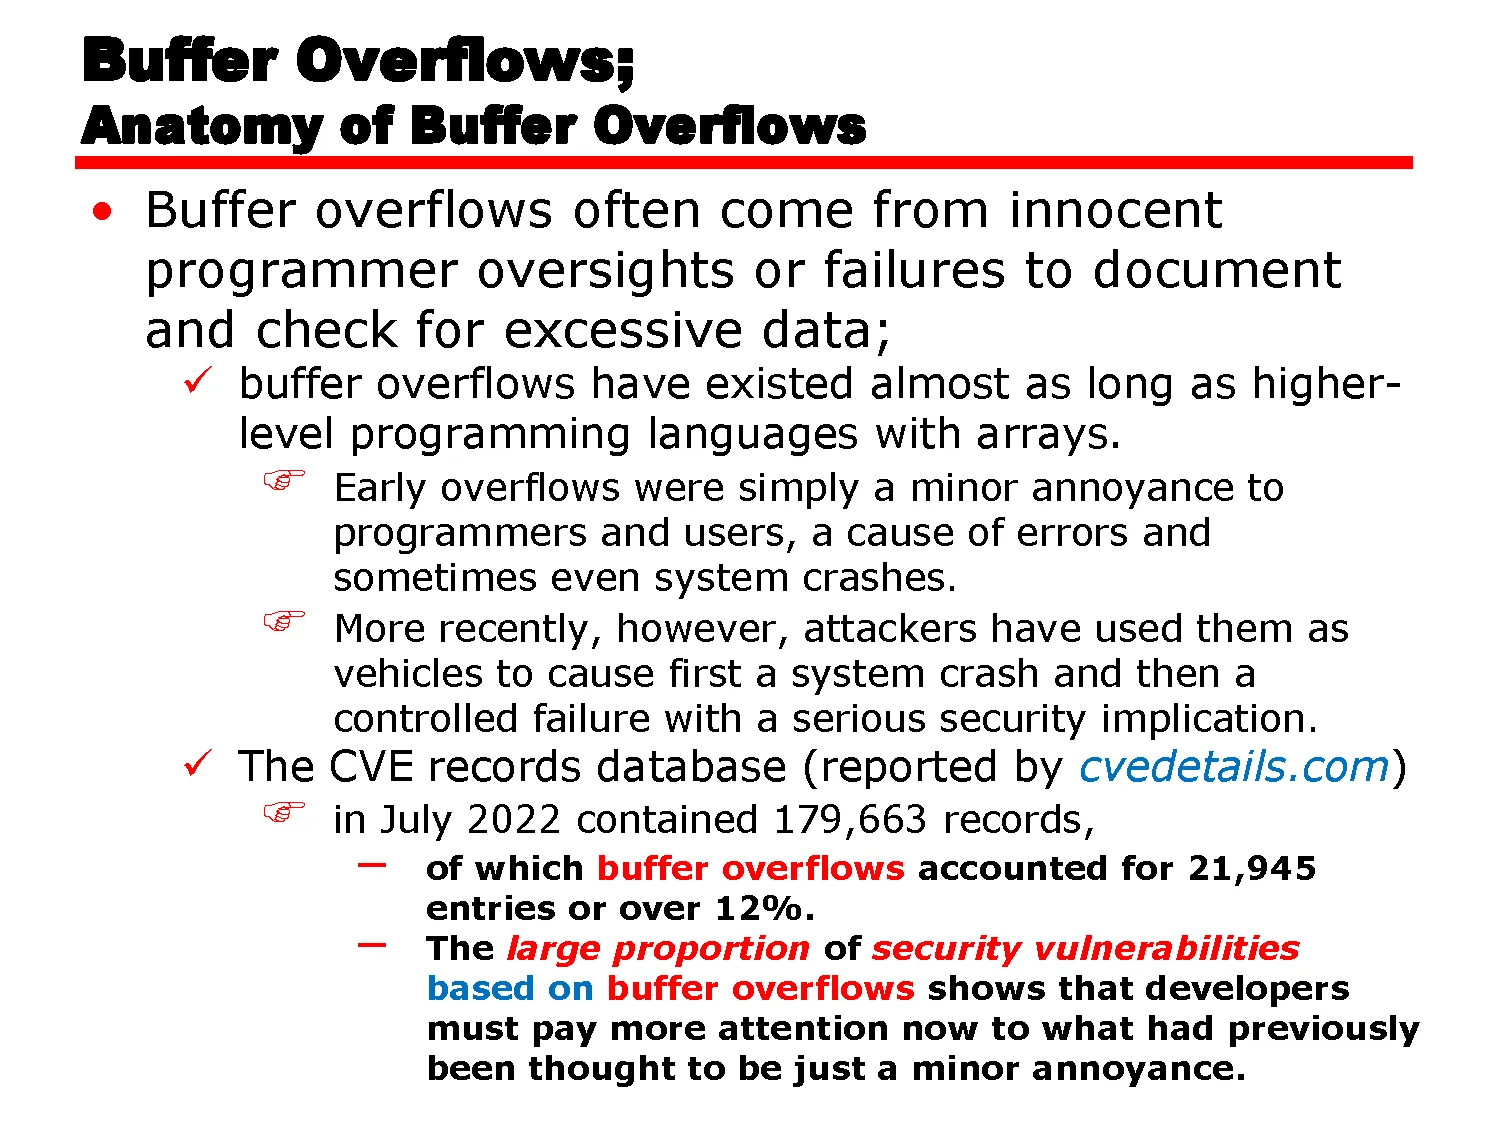 Buffer Overflows;
Anatomy of Buffer Overflows
• Buffer overflows often come from innocent
programmer oversights or failures to document
and check for excessive data;
✓ buffer overflows have existed almost as long as higher-
level programming languages with arrays.
☞ Early overflows were simply a minor annoyance to
programmers and users, a cause of errors and
sometimes even system crashes.
☞ More recently, however, attackers have used them as
vehicles to cause first a system crash and then a
controlled failure with a serious security implication.
✓ The CVE records database (reported by cvedetails.com)
☞ in July 2022 contained 179,663 records,
– of which buffer overflows accounted for 21,945
entries or over 12%.
– The large proportion of security vulnerabilities
based on buffer overflows shows that developers
must pay more attention now to what had previously
been thought to be just a minor annoyance.